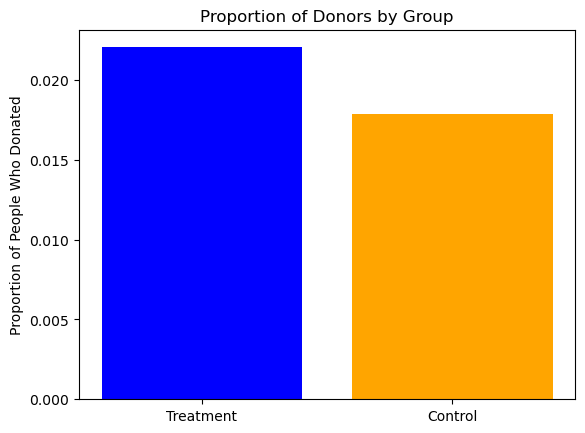 Proportion of Donors by Group
Proportion of People Who Donated
0.020
0.015
0.010
0.005
0.000
Treatment
Control